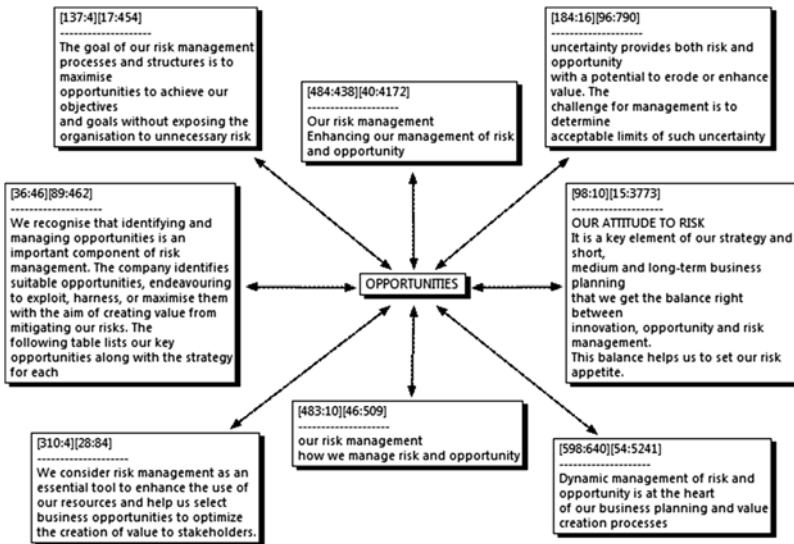 [137:4][17:454]
--------------------
The goal of our risk management
processes and structures is to
maximise
opportunities to achieve our
objectives
and goals without exposing the
organisation to unnecessary risk
[484:438][40:4172]
--------------------
Our risk management
Enhancing our management of risk
and opportunity
[184:16][96:790]
--------------------
uncertainty provides both risk and
opportunity
with a potential to erode or enhance
value. The
challenge for management is to
determine
acceptable limits of such uncertainty
[36:46][89:462]
--------------------
We recognise that identifying and
managing opportunities is an
important component of risk
management. The company identifies
suitable opportunities, endeavouring
to exploit, harness, or maximise them
with the aim of creating value from
mitigating our risks. The
following table lists our key
opportunities along with the strategy
for each
OPPORTUNITIES
[98:10][15:3773]
--------------------
OUR ATTITUDE TO RISK
It is a key element of our strategy and
short,
medium and long-term business
planning
that we get the balance right
between
innovation, opportunity and risk
management.
This balance helps us to set our risk
appetite.
[310:4][28:84]
--------------------
We consider risk management as an
essential tool to enhance the use of
our resources and help us select
business opportunities to optimize
the creation of value to stakeholders.
[483:10][46:509]
--------------------
our risk management
how we manage risk and opportunity
[598:640][54:5241]
--------------------
Dynamic management of risk and
opportunity is at the heart
of our business planning and value
creation processes